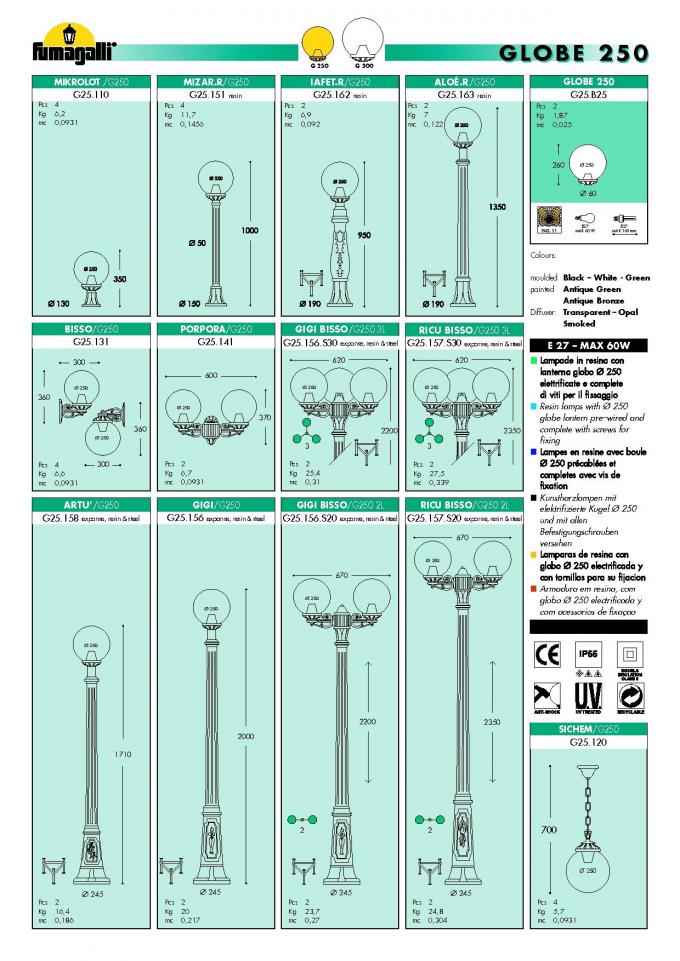 fumagalli
G 250
G 300
GLOBE 250
MIKROLOT /G250
G25.110
Pcs 4
Kg 6,2
mc 0,0931
Ø 250
350
Ø 130
MIZAR.R/G250
G25.151 resin
Pcs 4
Kg 11,7
mc 0,1456
Ø 250
Ø 50
1000
Ø 150
IAFET.R/G250
G25.162 resin
Pcs 2
Kg 6,9
mc 0,092
Ø 250
950
Ø 190
ALOÈ.R/G250
G25.163 resin
Pcs 2
Kg 7
mc 0,122
Ø 250
1350
Ø 190
GLOBE 250
G25.B25
Pcs 2
Kg 1,87
mc 0,025
260
Ø 250
Ø 60
E27
MAX 60W
E27
MAX 150 mm
Colours:
moulded Black – White - Green
painted Antique Green
Antique Bronze
Diffuser: Transparent – Opal
Smoked
BISSO/G250
G25.131
300
Ø 250
360
Ø 250
360
300
Pcs 4
Kg 6,6
mc 0,0931
PORPORA/G250
G25.141
600
Ø 250
370
Pcs 2
Kg 6,7
mc 0,0931
GIGI BISSO/G250 3L
G25.156.S30 expanse, resin & steel
620
Ø 250
3
2200
Pcs 2
Kg 25,4
mc 0,31
RICU BISSO/G250 3L
G25.157.S30 expanse, resin & steel
620
Ø 250
3
2350
Pcs 2
Kg 27,5
mc 0,339
E 27 – MAX 60W
Lampade in resina con
lanterna globo Ø 250
elettrificate e complete
di viti per il fissaggio
Resin lamps with Ø 250
globe lantern pre-wired and
complete with screws for
fixing
Lampes en resine avec boule
Ø 250 précablées et
completes avec vis de
fixation
Kunstharzlampen mit
elektrifizierte Kugel Ø 250
und mit allen
Befestigungschrauben
versehen
Lamparas de resina con
globo Ø 250 electrificada y
con tornillos para su fijacion
Armadura em resina, com
globo Ø 250 electrificada y
com acessorios de fixaçao
ARTU'/G250
G25.158 expanse, resin & steel
Ø 250
1710
Ø 245
Pcs 2
Kg 16,4
mc 0,186
GIGI/G250
G25.156 expanse, resin & steel
Ø 250
2000
Ø 245
Pcs 2
Kg 20
mc 0,217
GIGI BISSO/G250 2L
G25.156.S20 expanse, resin & steel
670
Ø 250
2200
2
Ø 245
Pcs 2
Kg 23,7
mc 0,27
RICU BISSO/G250 2L
G25.157.S20 expanse, resin & steel
670
Ø 250
2350
2
Ø 245
Pcs 2
Kg 24,8
mc 0,304
CE
IP55
DOUBLE
INSULATION
CLASS II
ANTI-SHOCK
U.V.
UV TREATED
RECYCLABLE
SICHEM/G250
G25.120
700
Ø 250
Pcs 4
Kg 5,7
mc 0,0931